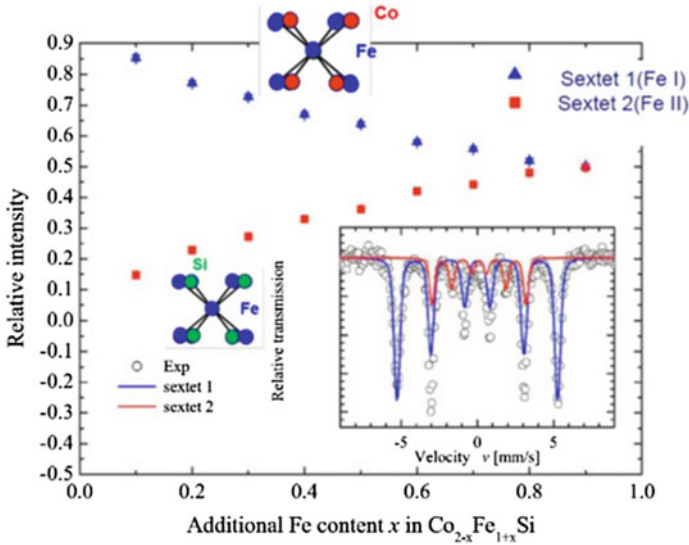 Co
Fe
Sextet 1(Fe I)
Sextet 2(Fe II)
0.9
0.8
0.7
0.6
0.5
0.4
0.3
0.2
0.1
0.0
-0.1
-0.2
-0.3
-0.4
-0.5
Relative intensity
Si
Fe
Exp
sextet 1
sextet 2
Relative transmission
-5 0 5
Velocity v [mm/s]
0.0 0.2 0.4 0.6 0.8 1.0
Additional Fe content x in Co2-xFe1+xSi